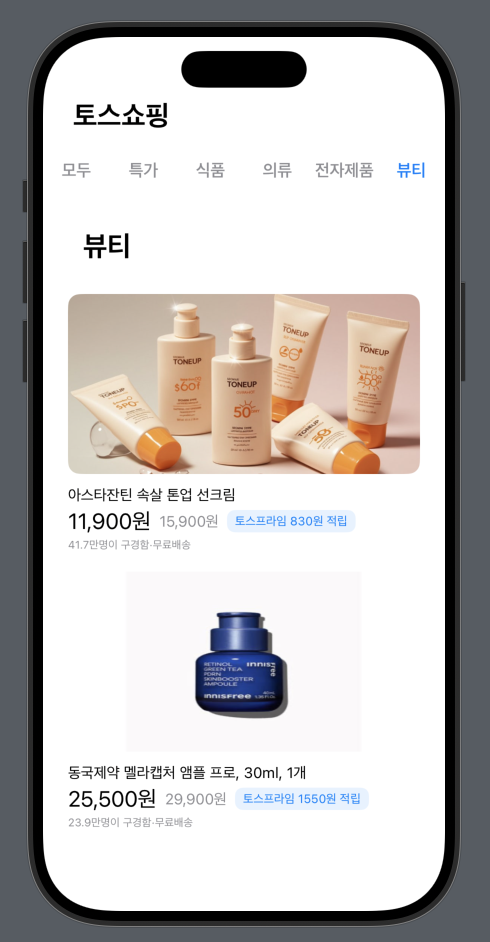 토스쇼핑
모두 특가 식품 의류 전자제품 뷰티
뷰티
TONEUP
TONEUP
TONEUP
TONEUP
50
아스타잔틴 속살 톤업 선크림
11,900원 15,900원 토스프라임 830원 적립
41.7만명이 구경함·무료배송
RETINOL
GREEN TEA
PDRN
SKINBOOSTER
AMPOULE
innisfree
innisfree
동국제약 멜라캡처 앰플 프로, 30ml, 1개
25,500원 29,900원 토스프라임 1550원 적립
23.9만명이 구경함·무료배송